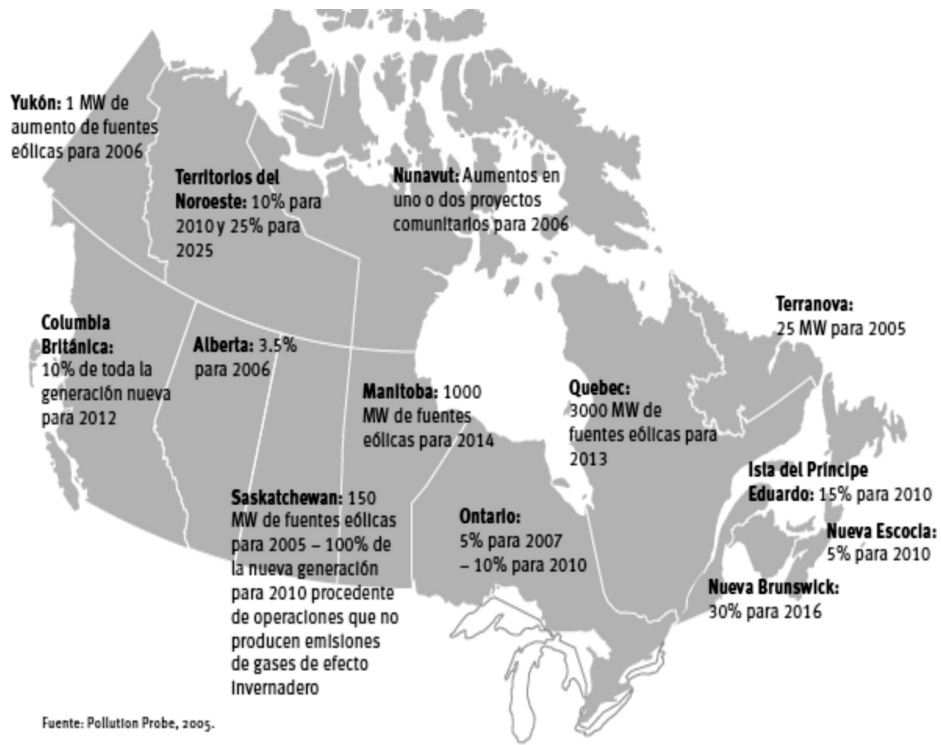 Yukón: 1 MW de
aumento de fuentes
eólicas para 2006
Territorios del
Noroeste: 10% para
2010 y 25% para
2025
Nunavut: Aumentos en
uno o dos proyectos
comunitarios para 2006
Terranova:
25 MW para 2005
Columbia
Británica:
10% de toda la
generación nueva
para 2012
Alberta: 3.5%
para 2006
Manitoba: 1000
MW de fuentes
eólicas para 2014
Quebec:
3000 MW de
fuentes eólicas para
2013
Isla del Príncipe
Eduardo: 15% para 2010
Nueva Escocia:
5% para 2010
Nueva Brunswick:
30% para 2016
Saskatchewan: 150
MW de fuentes eólicas
para 2005 – 100% de
la nueva generación
para 2010 procedente
de operaciones que no
producen emisiones
de gases de efecto
invernadero
Ontario:
5% para 2007
– 10% para 2010
Fuente: Pollution Probe, 2005.